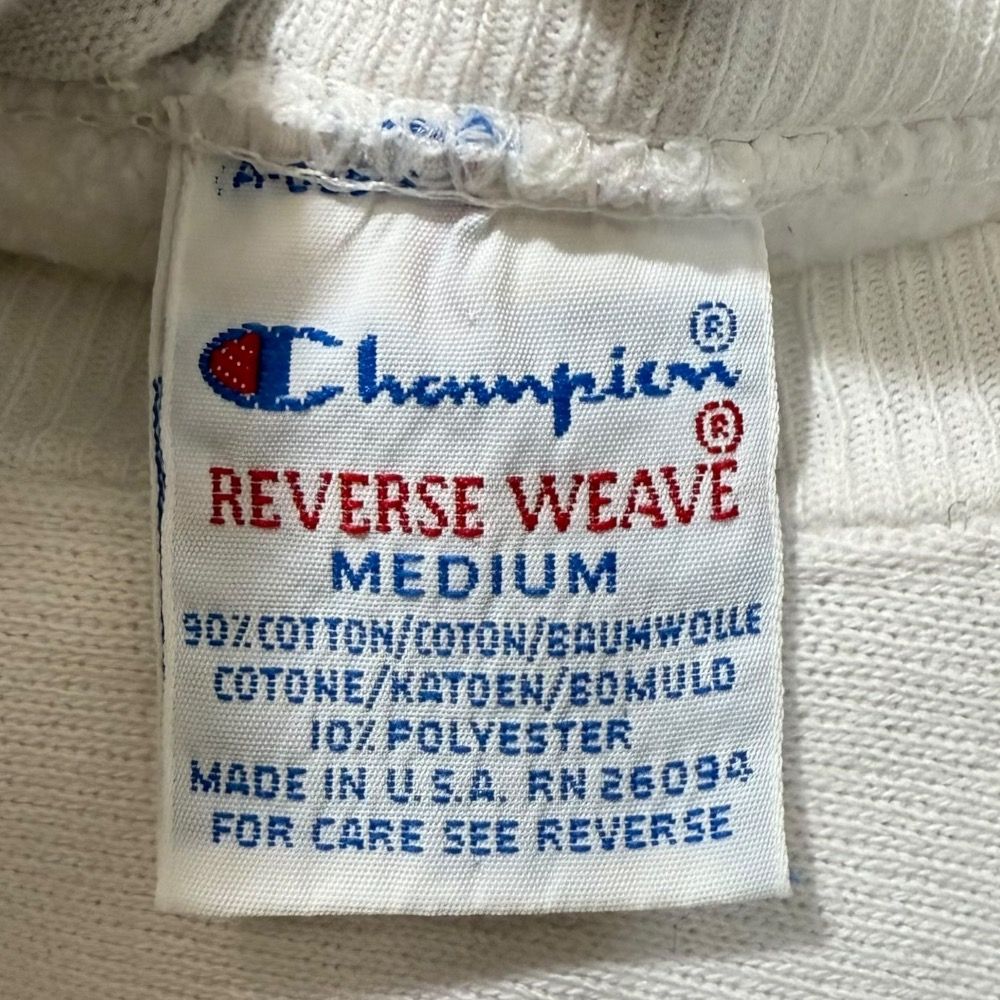 Champion ®
®
REVERSE WEAVE
MEDIUM
90% COTTON/COTON/BAUMWOLLE
COTONE/KATOEN/BOMULD
10% POLYESTER
MADE IN U.S.A. RN 26094
FOR CARE SEE REVERSE